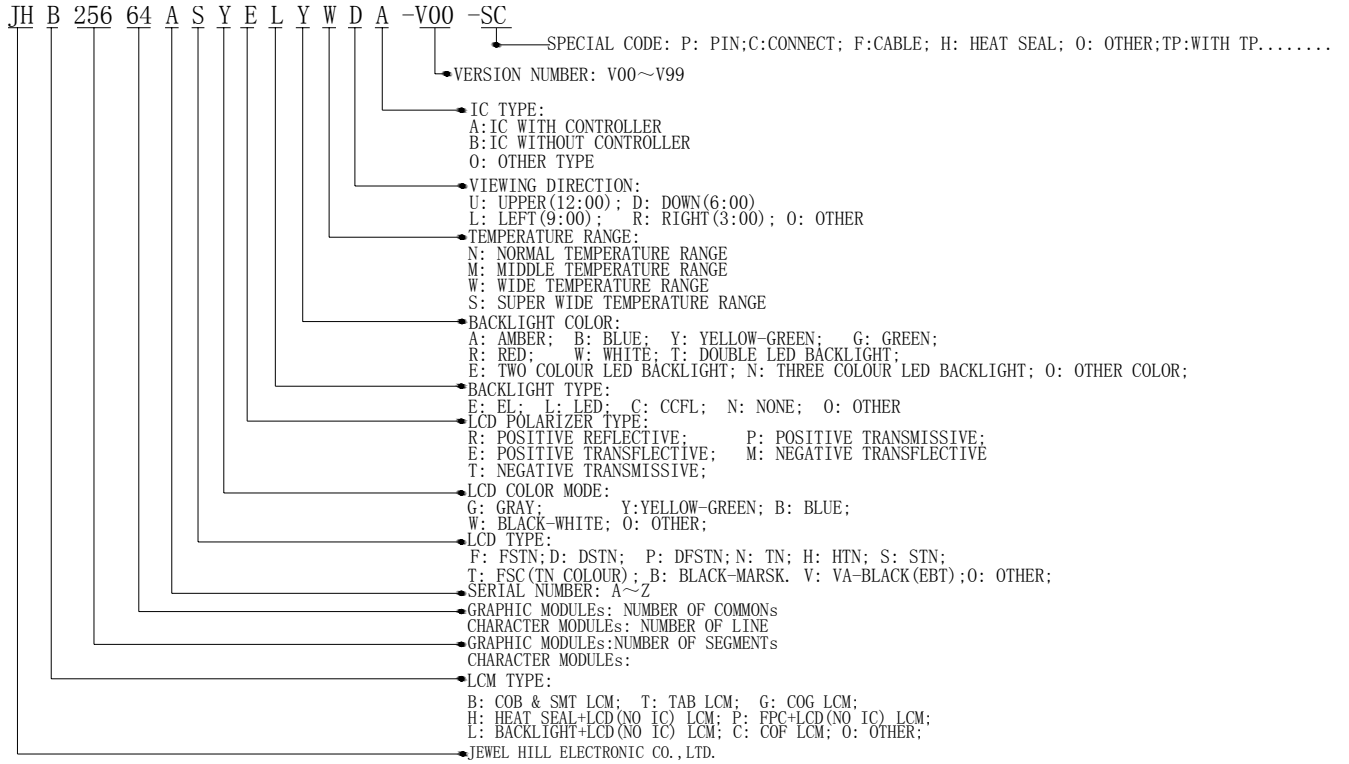 JH B 256 64 A S Y E L Y W D A -V00 -SC
SPECIAL CODE: P: PIN;C:CONNECT; F:CABLE; H: HEAT SEAL; O: OTHER;TP:WITH TP........
VERSION NUMBER: V00～V99
IC TYPE:
A:IC WITH CONTROLLER
B:IC WITHOUT CONTROLLER
O: OTHER TYPE
VIEWING DIRECTION:
U: UPPER(12:00); D: DOWN(6:00)
L: LEFT(9:00); R: RIGHT(3:00); O: OTHER
TEMPERATURE RANGE:
N: NORMAL TEMPERATURE RANGE
M: MIDDLE TEMPERATURE RANGE
W: WIDE TEMPERATURE RANGE
S: SUPER WIDE TEMPERATURE RANGE
BACKLIGHT COLOR:
A: AMBER; B: BLUE; Y: YELLOW-GREEN; G: GREEN;
R: RED; W: WHITE; T: DOUBLE LED BACKLIGHT;
E: TWO COLOUR LED BACKLIGHT; N: THREE COLOUR LED BACKLIGHT; O: OTHER COLOR;
BACKLIGHT TYPE:
E: EL; L: LED; C: CCFL; N: NONE; O: OTHER
LCD POLARIZER TYPE:
R: POSITIVE REFLECTIVE; P: POSITIVE TRANSMISSIVE;
E: POSITIVE TRANSFLECTIVE; M: NEGATIVE TRANSFLECTIVE
T: NEGATIVE TRANSMISSIVE;
LCD COLOR MODE:
G: GRAY; Y:YELLOW-GREEN; B: BLUE;
W: BLACK-WHITE; O: OTHER;
LCD TYPE:
F: FSTN;D: DSTN; P: DFSTN;N: TN; H: HTN; S: STN;
T: FSC(TN COLOUR); B: BLACK-MARSK. V: VA-BLACK(EBT);O: OTHER;
SERIAL NUMBER: A～Z
GRAPHIC MODULEs: NUMBER OF COMMONs
CHARACTER MODULEs: NUMBER OF LINE
GRAPHIC MODULEs:NUMBER OF SEGMENTs
CHARACTER MODULEs:
LCM TYPE:
B: COB & SMT LCM; T: TAB LCM; G: COG LCM;
H: HEAT SEAL+LCD(NO IC) LCM; P: FPC+LCD(NO IC) LCM;
L: BACKLIGHT+LCD(NO IC) LCM; C: COF LCM; O: OTHER;
JEWEL HILL ELECTRONIC CO.,LTD.